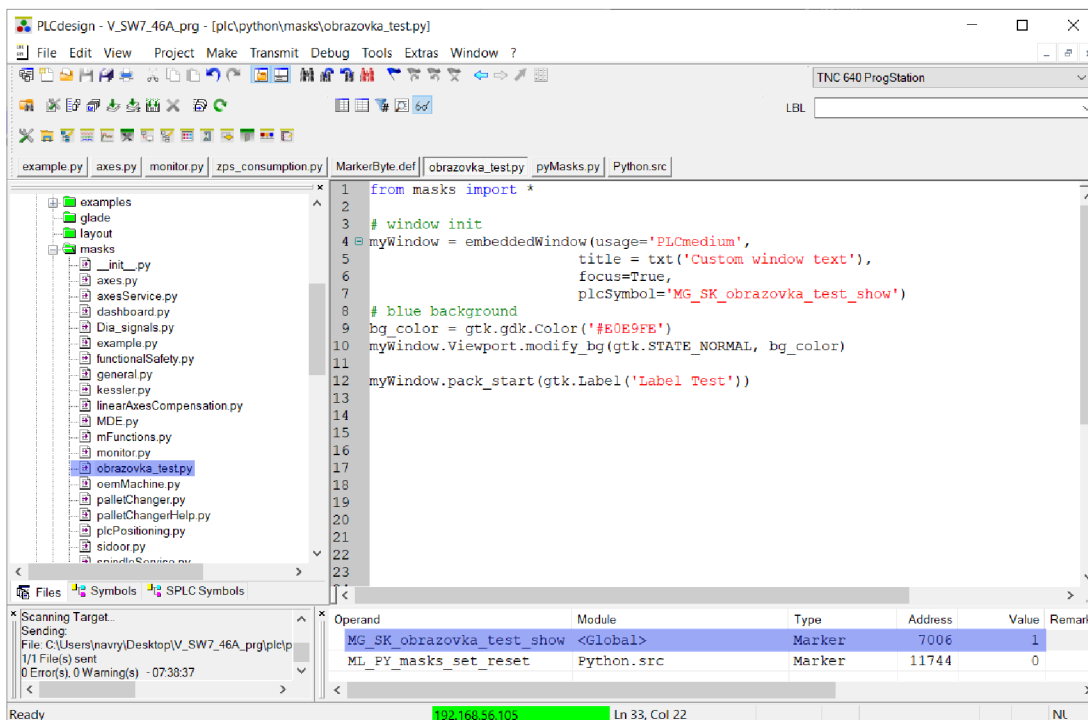 PLCdesign - V_SW7_46A_prg - [plc\python\masks\obrazovka_test.py]
File Edit View Project Make Transmit Debug Tools Extras Window ?
TNC 640 ProgStation
LBL
example.py axes.py monitor.py zps_consumption.py MarkerByte.def obrazovka_test.py pyMasks.py Python.src
examples
glade
layout
masks
__init__.py
axes.py
axesService.py
dashboard.py
Dia_signals.py
example.py
functionalSafety.py
general.py
kessler.py
linearAxesCompensation.py
MDE.py
mFunctions.py
monitor.py
obrazovka_test.py
oemMachine.py
palletChanger.py
palletChangerHelp.py
plcPositioning.py
sidoor.py
spindleService.py
Files Symbols SPLC Symbols
1 from masks import *
2
3 # window init
4 myWindow = embeddedWindow(usage='PLCmedium',
5 title = txt('Custom window text'),
6 focus=True,
7 plcSymbol='MG_SK_obrazovka_test_show')
8 # blue background
9 bg_color = gtk.gdk.Color('#E0E9FE')
10 myWindow.Viewport.modify_bg(gtk.STATE_NORMAL, bg_color)
11
12 myWindow.pack_start(gtk.Label('Label Test'))
13
14
15
16
17
18
19
20
21
22
23
Scanning Target...
Sending:
File: C:\Users\navry\Desktop\V_SW7_46A_prg\plc\p
1/1 File(s) sent
0 Error(s), 0 Warning(s) - 07:38:37
Operand Module Type Address Value Remark
MG_SK_obrazovka_test_show <Global> Marker 7006 1
ML_PY_masks_set_reset Python.src Marker 11744 0
Ready 192.168.56.105 Ln 33, Col 22 NU